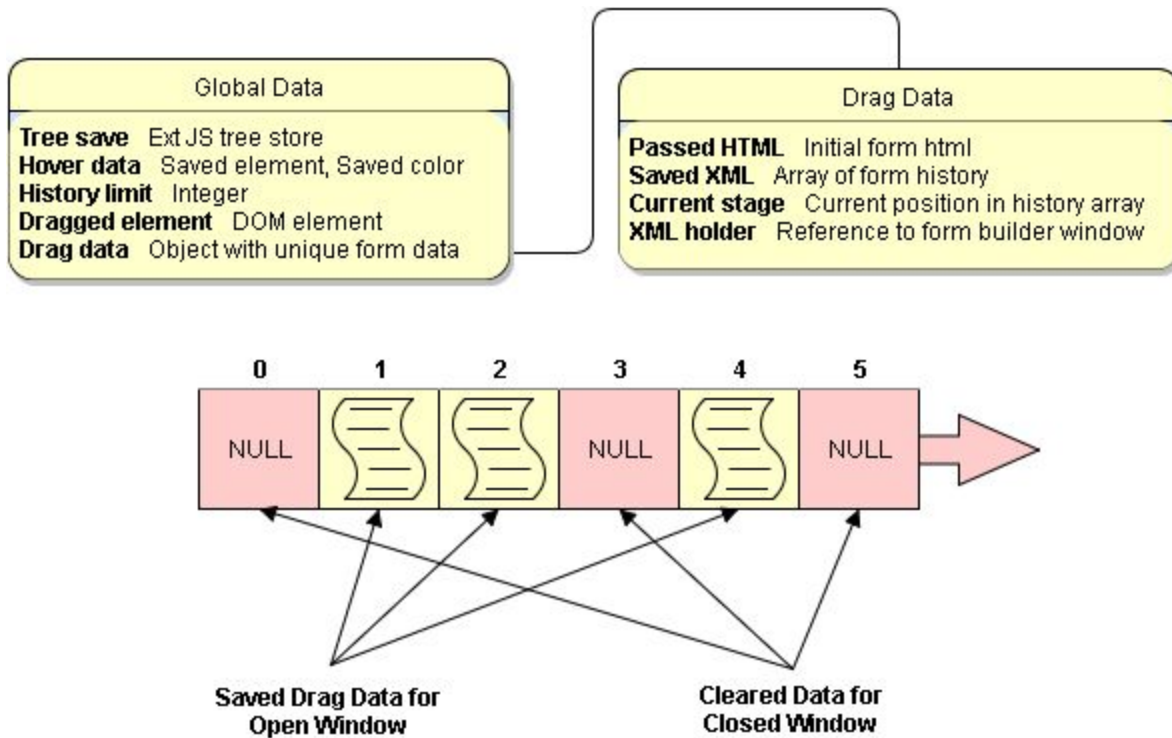 Global Data
Tree save Ext JS tree store
Hover data Saved element, Saved color
History limit Integer
Dragged element DOM element
Drag data Object with unique form data
Drag Data
Passed HTML Initial form html
Saved XML Array of form history
Current stage Current position in history array
XML holder Reference to form builder window
0 1 2 3 4 5
NULL NULL NULL
Saved Drag Data for
Open Window
Cleared Data for
Closed Window